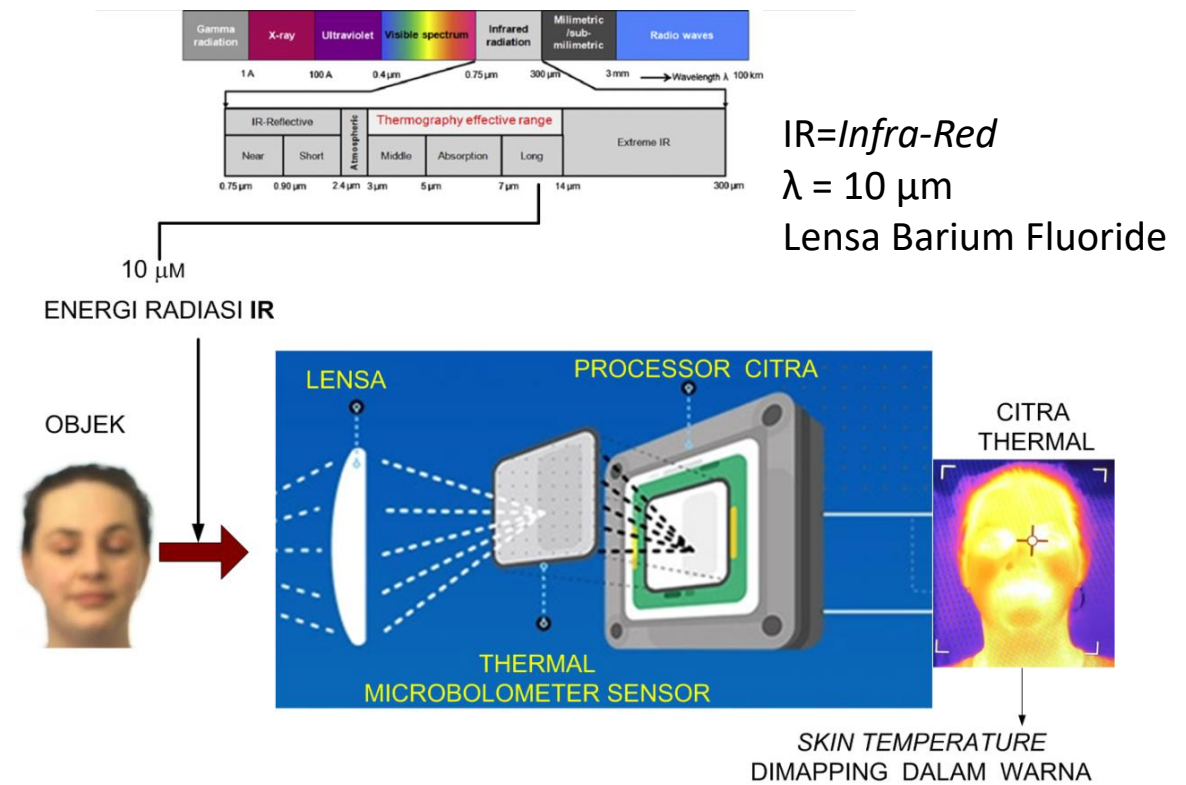 Gamma radiation
X-ray
Ultraviolet
Visible spectrum
Infrared radiation
Milimetric /sub-milimetric
Radio waves
1 A
100 A
0.4 µm
0.75 µm
300 µm
3 mm
Wavelength λ
100 km
IR-Reflective
Atmospheric
Thermography effective range
Extreme IR
Near
Short
Middle
Absorption
Long
0.75 µm
0.90 µm
2.4 µm
3 µm
5 µm
7 µm
14 µm
300 µm
IR=Infra-Red
λ = 10 µm
Lensa Barium Fluoride
10 µM
ENERGI RADIASI IR
OBJEK
LENSA
PROCESSOR CITRA
THERMAL
MICROBOLOMETER SENSOR
CITRA
THERMAL
SKIN TEMPERATURE
DIMAPPING DALAM WARNA